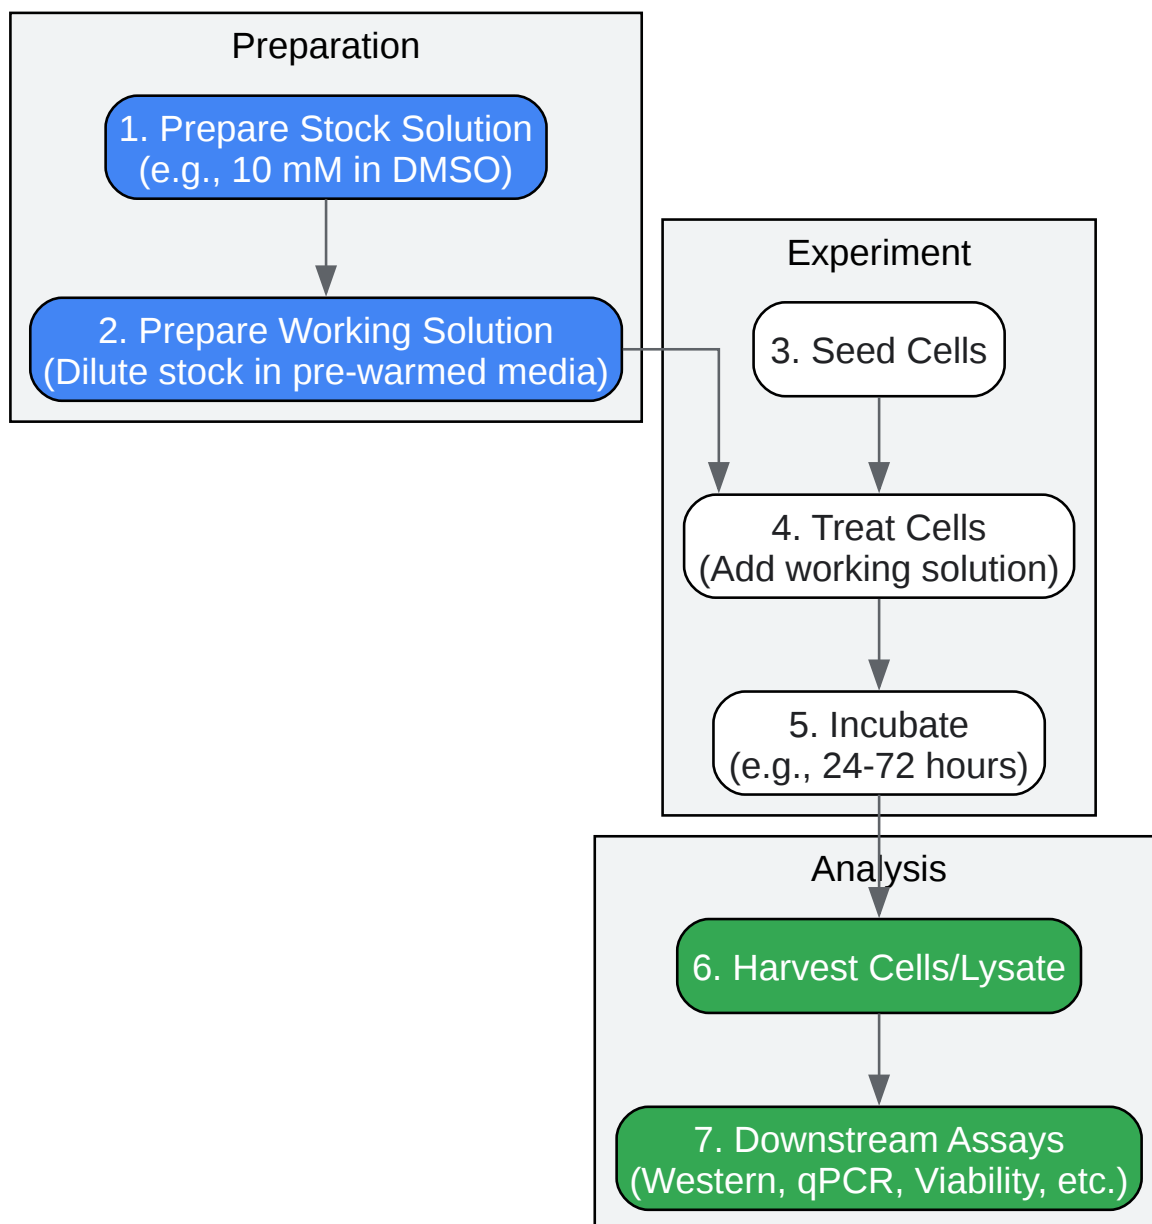 Preparation
1. Prepare Stock Solution
(e.g., 10 mM in DMSO)
2. Prepare Working Solution
(Dilute stock in pre-warmed media)
Experiment
3. Seed Cells
4. Treat Cells
(Add working solution)
5. Incubate
(e.g., 24-72 hours)
Analysis
6. Harvest Cells/Lysate
7. Downstream Assays
(Western, qPCR, Viability, etc.)